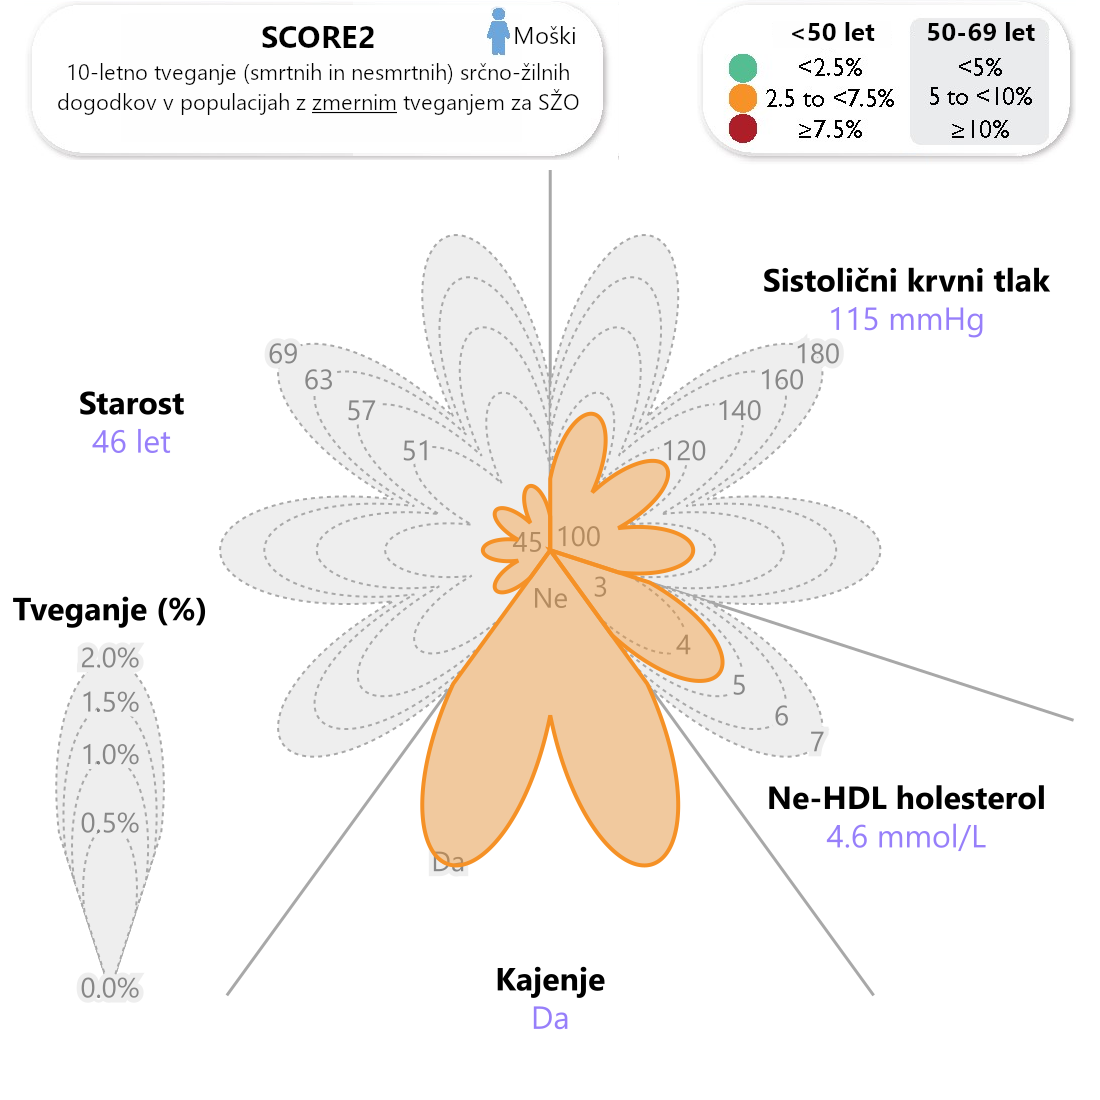 SCORE2
Moški
10-letno tveganje (smrtnih in nesmrtnih) srčno-žilnih
dogodkov v populacijah z zmernim tveganjem za SŽO
<50 let
50-69 let
<2.5%
<5%
2.5 to <7.5%
5 to <10%
≥7.5%
≥10%
Sistolični krvni tlak
115 mmHg
180
160
140
120
100
Starost
46 let
69
63
57
51
45
Tveganje (%)
2.0%
1.5%
1.0%
0.5%
0.0%
Ne
3
4
5
6
7
Ne-HDL holesterol
4.6 mmol/L
Da
Kajenje
Da